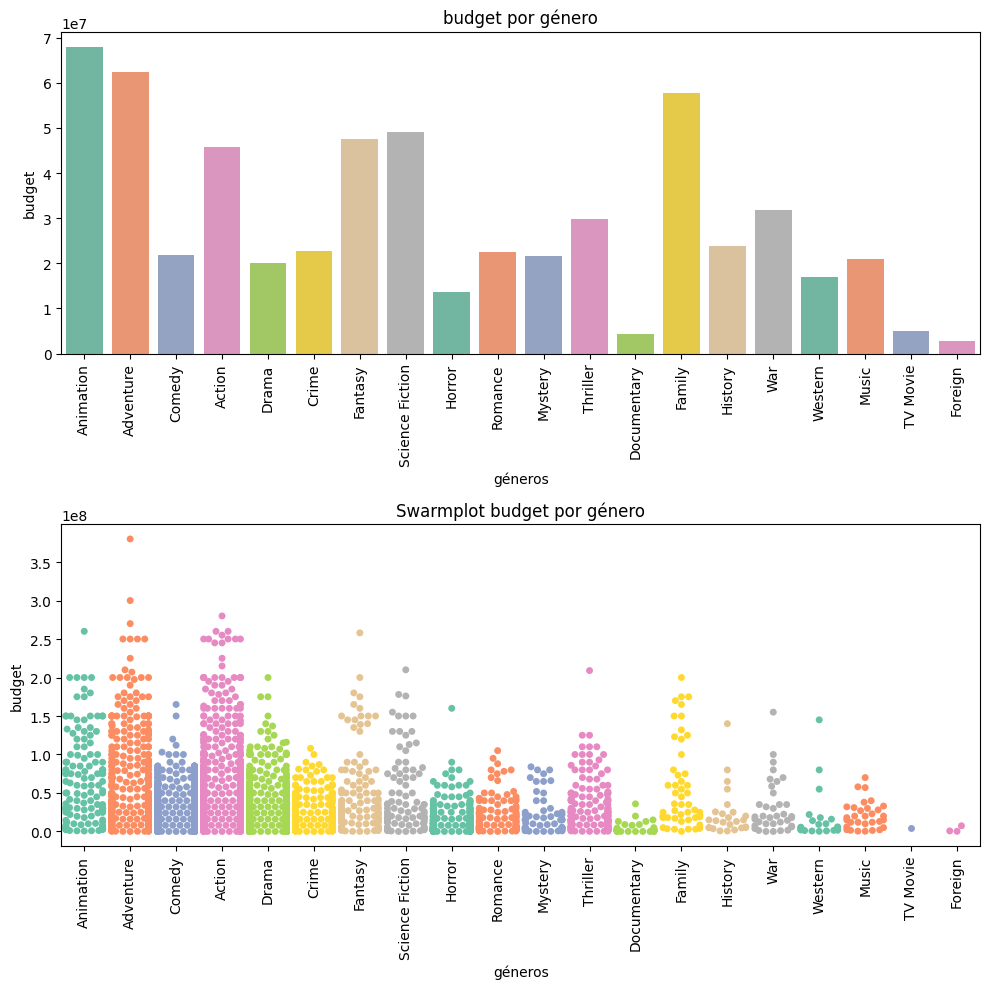 budget por género
1e7
7
6
5
4
3
2
1
0
budget
Animation
Adventure
Comedy
Action
Drama
Crime
Fantasy
Science Fiction
Horror
Romance
Mystery
Thriller
Documentary
Family
History
War
Western
Music
TV Movie
Foreign
géneros
Swarmplot budget por género
1e8
3.5
3.0
2.5
2.0
1.5
1.0
0.5
0.0
budget
Animation
Adventure
Comedy
Action
Drama
Crime
Fantasy
Science Fiction
Horror
Romance
Mystery
Thriller
Documentary
Family
History
War
Western
Music
TV Movie
Foreign
géneros